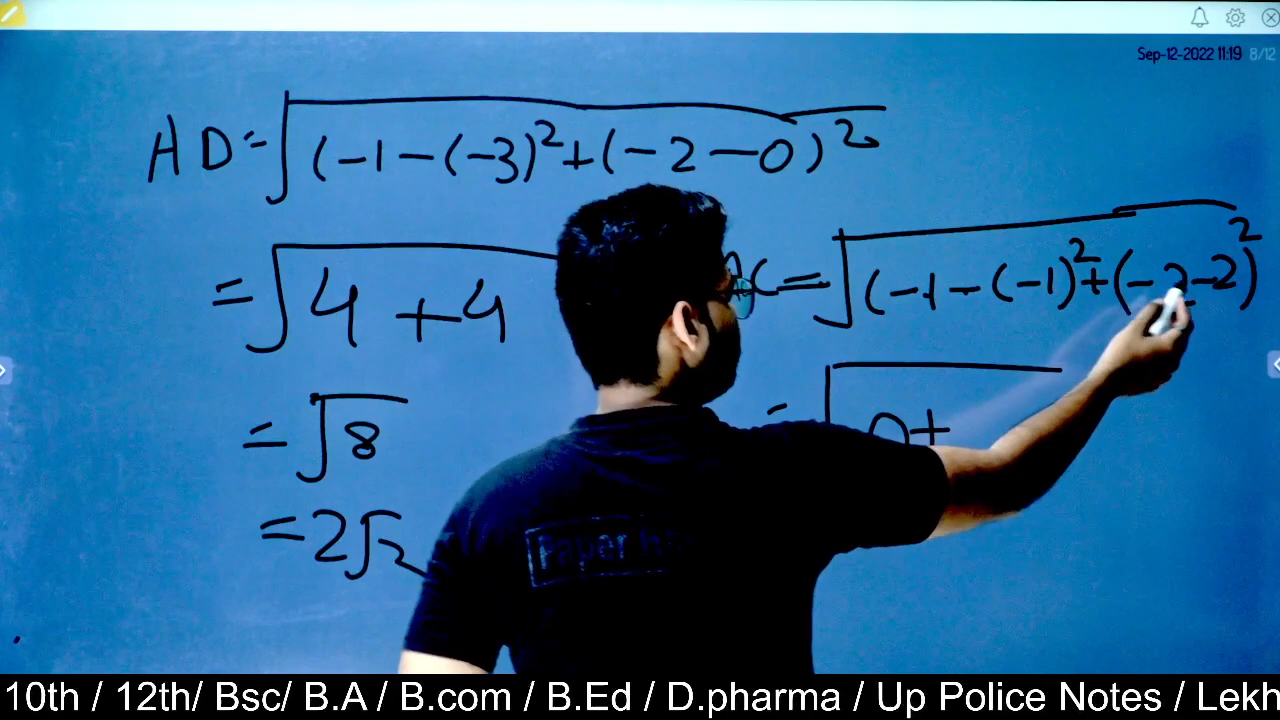 Sep-12-2022 11:19 8/12
AD=√(-1-(-3)²+(-2-0)²
=√4+4
=√8
=2√2
AC=√(-1-(-1)²+(-2-2)²
=√0+
Paper
10th / 12th/ Bsc/ B.A / B.com / B.Ed / D.pharma / Up Police Notes / Lekh